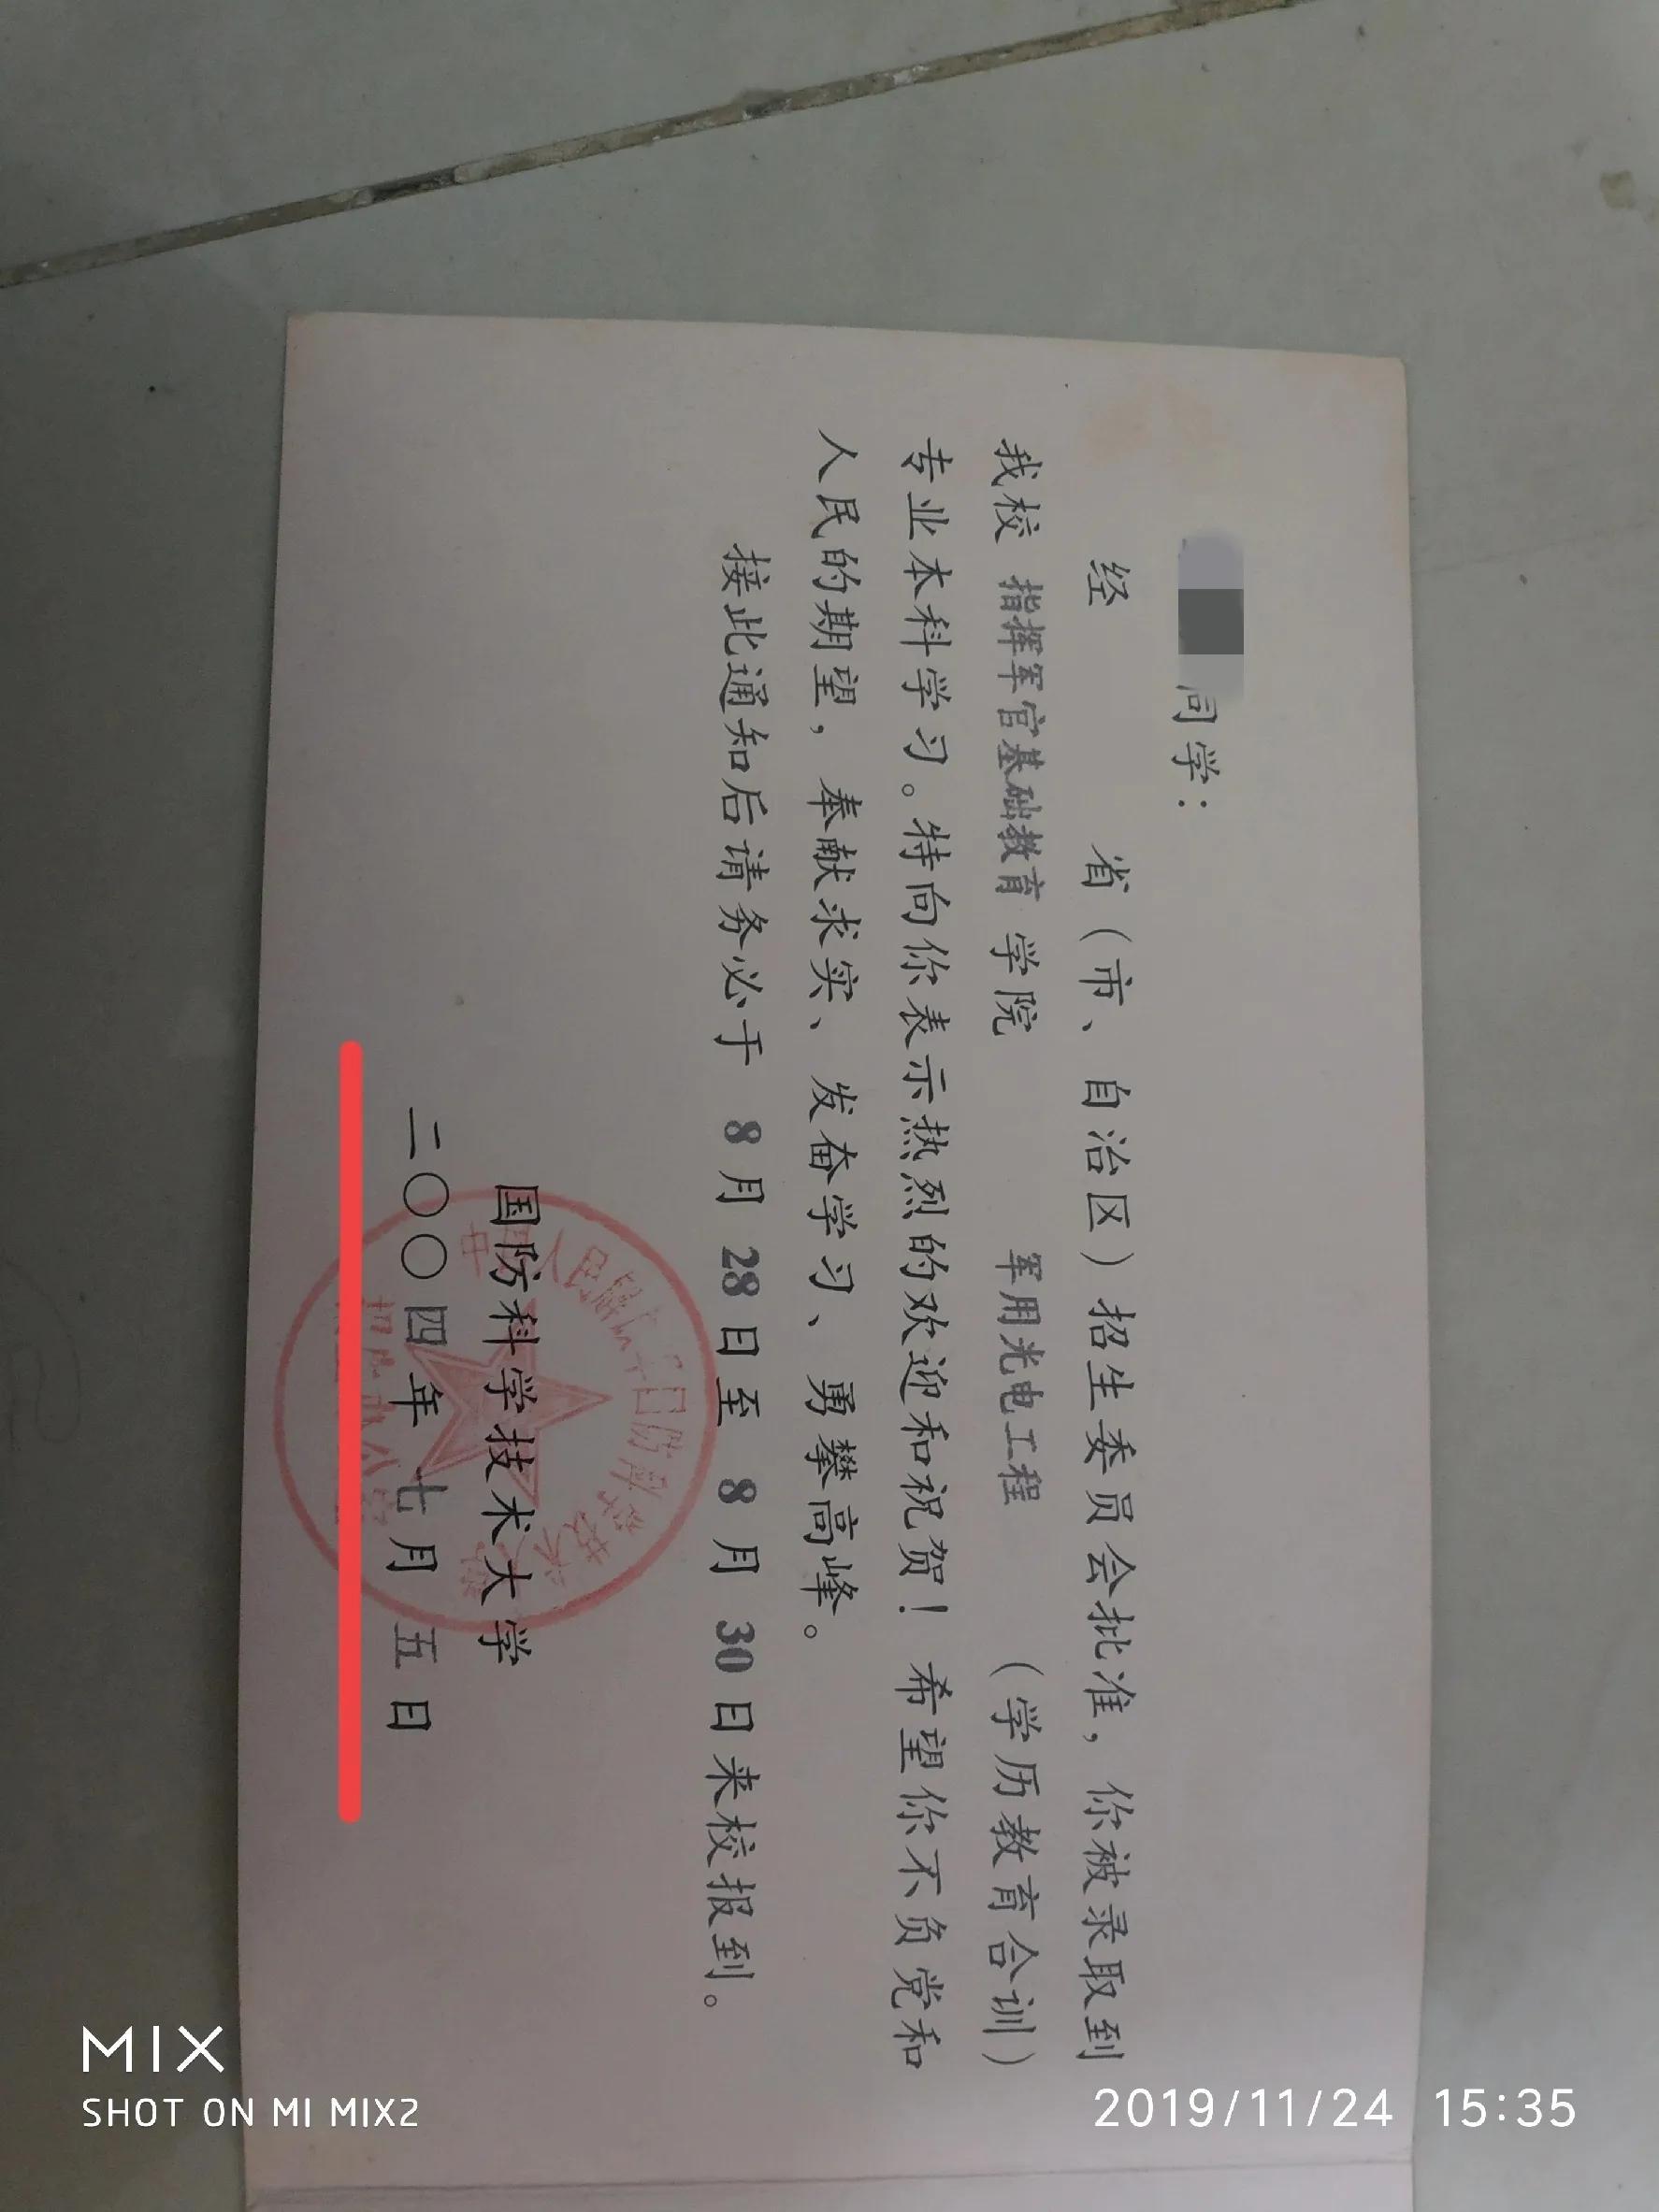 同学：
经 省（市、自治区）招生委员会批准，你被录取到
我校 指挥军官基础教育 学院 军用光电工程 （学历教育合训）
专业本科学习。特向你表示热烈的欢迎和祝贺！希望你不负党和
人民的期望，奉献求实、发奋学习、勇攀高峰。
接此通知后请务必于 8 月 28 日至 8 月 30 日来校报到。
国防科学技术大学
二〇〇四年 七月 五日
MIX
SHOT ON MI MIX2
2019/11/24 15:35